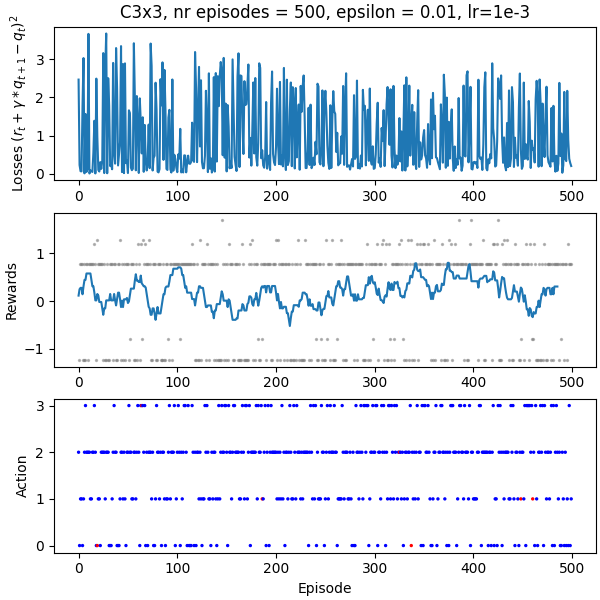 C3x3, nr episodes = 500, epsilon = 0.01, lr=1e-3
Losses (r_t + γ * q_{t+1} − q_t)^2
3
2
1
0
0 100 200 300 400 500
Rewards
1
0
−1
0 100 200 300 400 500
Action
3
2
1
0
0 100 200 300 400 500
Episode